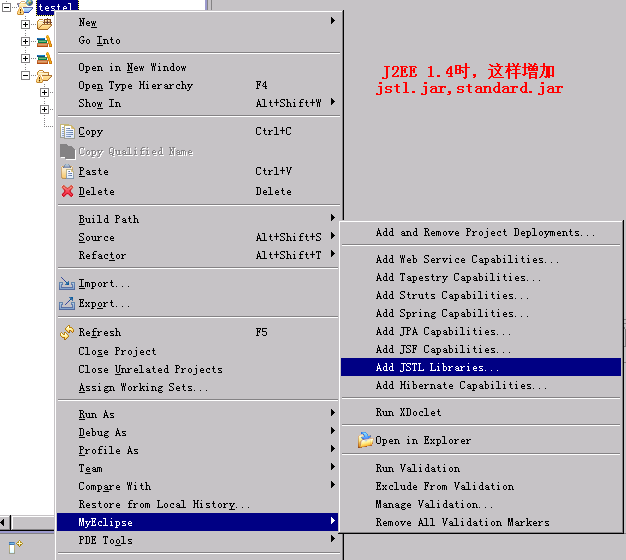 testel
New
Go Into
Open in New Window
Open Type Hierarchy F4
Show In Alt+Shift+W
Copy Ctrl+C
Copy Qualified Name
Paste Ctrl+V
Delete Delete
Build Path
Source Alt+Shift+S
Refactor Alt+Shift+T
Import...
Export...
Refresh F5
Close Project
Close Unrelated Projects
Assign Working Sets...
Run As
Debug As
Profile As
Team
Compare With
Restore from Local History...
MyEclipse
PDE Tools
J2EE 1.4时，这样增加
jstl.jar,standard.jar
Add and Remove Project Deployments...
Add Web Service Capabilities...
Add Tapestry Capabilities...
Add Struts Capabilities...
Add Spring Capabilities...
Add JPA Capabilities...
Add JSF Capabilities...
Add JSTL Libraries...
Add Hibernate Capabilities...
Run XDoclet
Open in Explorer
Run Validation
Exclude From Validation
Manage Validation...
Remove All Validation Markers